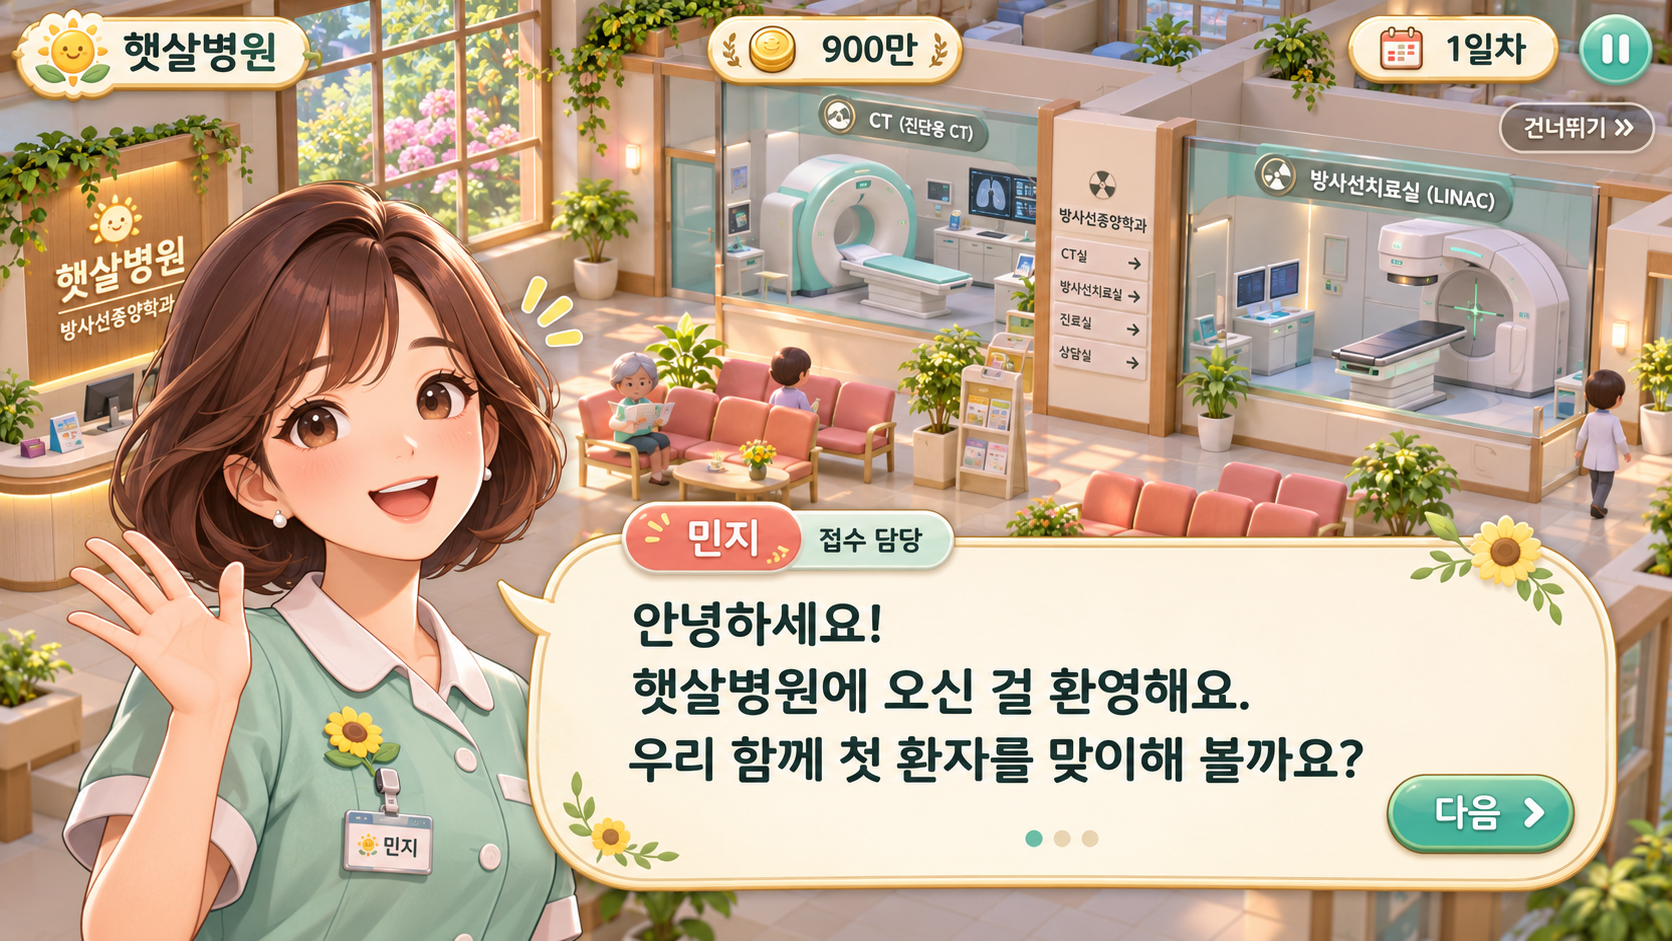 햇살병원
900만
1일차
건너뛰기
CT (진단용 CT)
방사선치료실 (LINAC)
방사선종양학과
CT실
방사선치료실
진료실
상담실
햇살병원
방사선종양학과
민지
접수 담당
안녕하세요!
햇살병원에 오신 걸 환영해요.
우리 함께 첫 환자를 맞이해 볼까요?
다음
민지